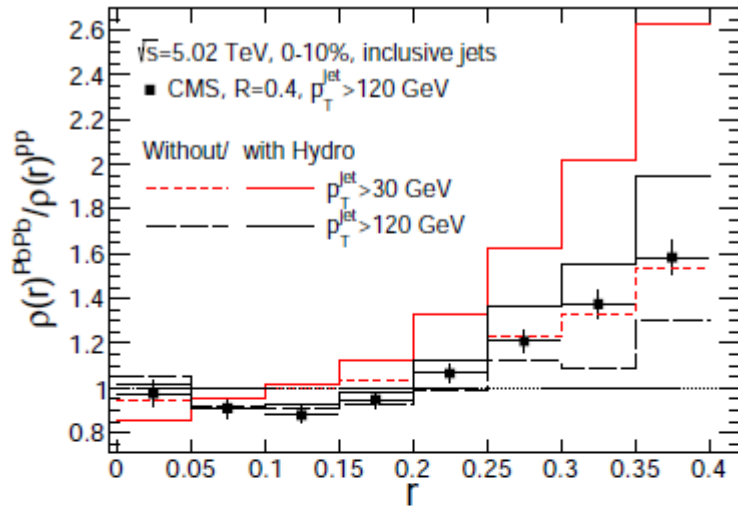 √s=5.02 TeV, 0-10%, inclusive jets
CMS, R=0.4, p_T^jet>120 GeV
Without/ with Hydro
p_T^jet>30 GeV
p_T^jet>120 GeV
ρ(r)^PbPb/ρ(r)^pp
2.6
2.4
2.2
2
1.8
1.6
1.4
1.2
1
0.8
0 0.05 0.1 0.15 0.2 0.25 0.3 0.35 0.4
r